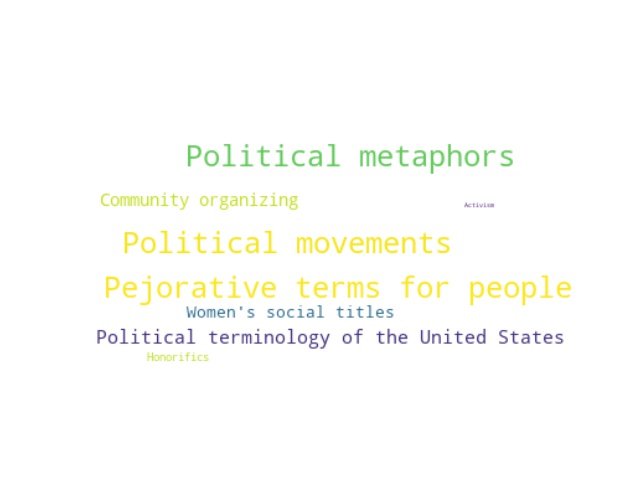 Political metaphors
Community organizing
Activism
Political movements
Pejorative terms for people
Women's social titles
Political terminology of the United States
Honorifics